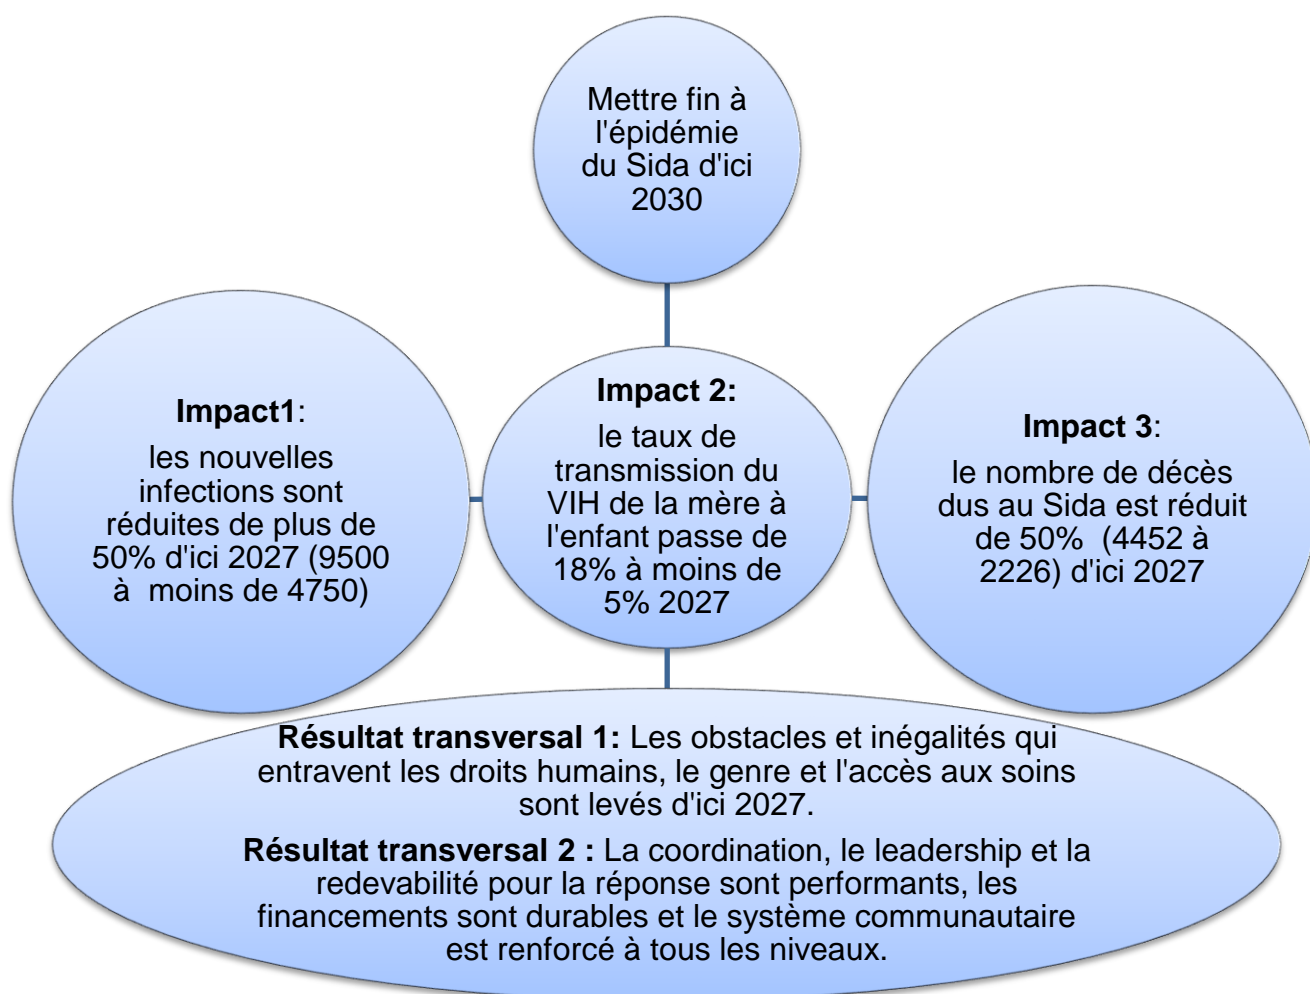 Mettre fin à
l'épidémie
du Sida d'ici
2030
Impact1:
les nouvelles
infections sont
réduites de plus de
50% d'ici 2027 (9500
à  moins de 4750)
Impact 2:
le taux de
transmission du
VIH de la mère à
l'enfant passe de
18% à moins de
5% 2027
Impact 3:
le nombre de décès
dus au Sida est réduit
de 50%  (4452 à
2226) d'ici 2027
Résultat transversal 1: Les obstacles et inégalités qui
entravent les droits humains, le genre et l'accès aux soins
sont levés d'ici 2027.
Résultat transversal 2 : La coordination, le leadership et la
redevabilité pour la réponse sont performants, les
financements sont durables et le système communautaire
est renforcé à tous les niveaux.